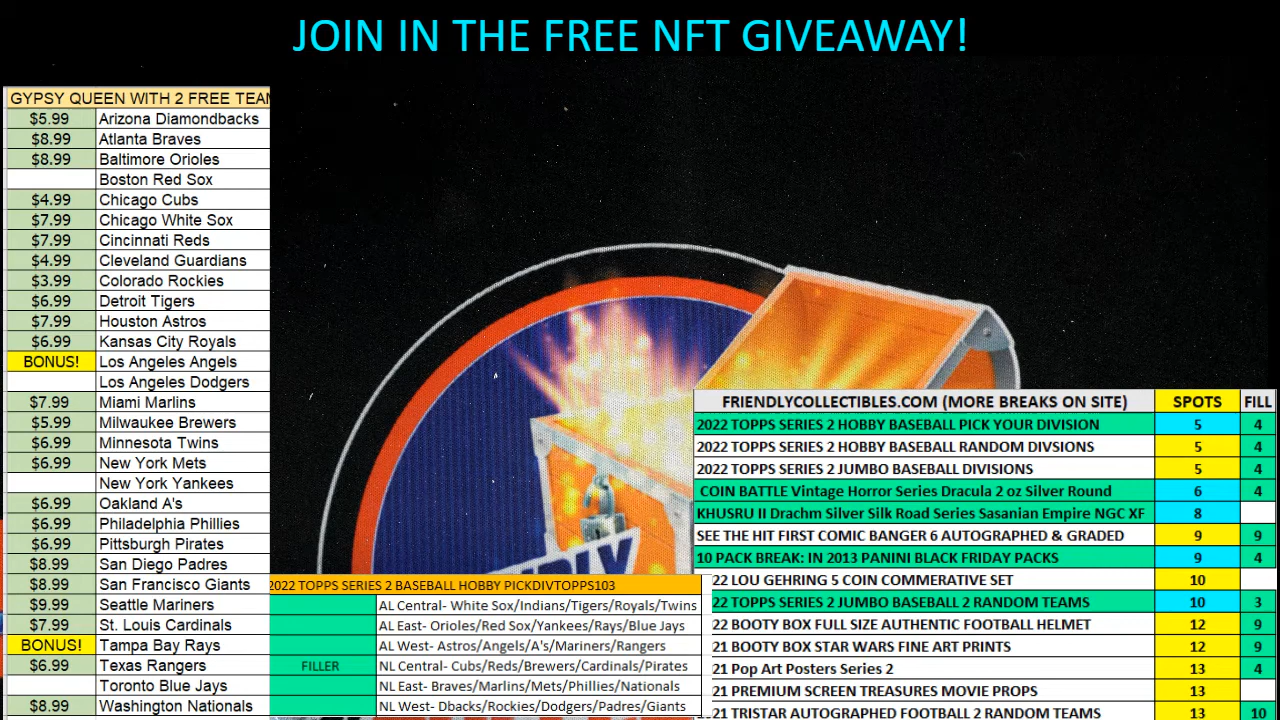 JOIN IN THE FREE NFT GIVEAWAY!
GYPSY QUEEN WITH 2 FREE TEAM
$5.99 Arizona Diamondbacks
$8.99 Atlanta Braves
$8.99 Baltimore Orioles
Boston Red Sox
$4.99 Chicago Cubs
$7.99 Chicago White Sox
$7.99 Cincinnati Reds
$4.99 Cleveland Guardians
$3.99 Colorado Rockies
$6.99 Detroit Tigers
$7.99 Houston Astros
$6.99 Kansas City Royals
BONUS! Los Angeles Angels
Los Angeles Dodgers
$7.99 Miami Marlins
$5.99 Milwaukee Brewers
$6.99 Minnesota Twins
$6.99 New York Mets
New York Yankees
$6.99 Oakland A's
$6.99 Philadelphia Phillies
$6.99 Pittsburgh Pirates
$8.99 San Diego Padres
$8.99 San Francisco Giants
$9.99 Seattle Mariners
$7.99 St. Louis Cardinals
BONUS! Tampa Bay Rays
$6.99 Texas Rangers
Toronto Blue Jays
$8.99 Washington Nationals
2022 TOPPS SERIES 2 BASEBALL HOBBY PICKDIVTOPPS103
AL Central- White Sox/Indians/Tigers/Royals/Twins
AL East- Orioles/Red Sox/Yankees/Rays/Blue Jays
AL West- Astros/Angels/A's/Mariners/Rangers
FILLER NL Central- Cubs/Reds/Brewers/Cardinals/Pirates
NL East- Braves/Marlins/Mets/Phillies/Nationals
NL West- Dbacks/Rockies/Dodgers/Padres/Giants
FRIENDLYCOLLECTIBLES.COM (MORE BREAKS ON SITE) SPOTS FILL
2022 TOPPS SERIES 2 HOBBY BASEBALL PICK YOUR DIVISION 5 4
2022 TOPPS SERIES 2 HOBBY BASEBALL RANDOM DIVSIONS 5 4
2022 TOPPS SERIES 2 JUMBO BASEBALL DIVISIONS 5 4
COIN BATTLE Vintage Horror Series Dracula 2 oz Silver Round 6 4
KHUSRU II Drachm Silver Silk Road Series Sasanian Empire NGC XF 8
SEE THE HIT FIRST COMIC BANGER 6 AUTOGRAPHED & GRADED 9 9
10 PACK BREAK: IN 2013 PANINI BLACK FRIDAY PACKS 9 4
22 LOU GEHRING 5 COIN COMMERATIVE SET 10
22 TOPPS SERIES 2 JUMBO BASEBALL 2 RANDOM TEAMS 10 3
22 BOOTY BOX FULL SIZE AUTHENTIC FOOTBALL HELMET 12 9
21 BOOTY BOX STAR WARS FINE ART PRINTS 12 9
21 Pop Art Posters Series 2 13 4
21 PREMIUM SCREEN TREASURES MOVIE PROPS 13
21 TRISTAR AUTOGRAPHED FOOTBALL 2 RANDOM TEAMS 13 10